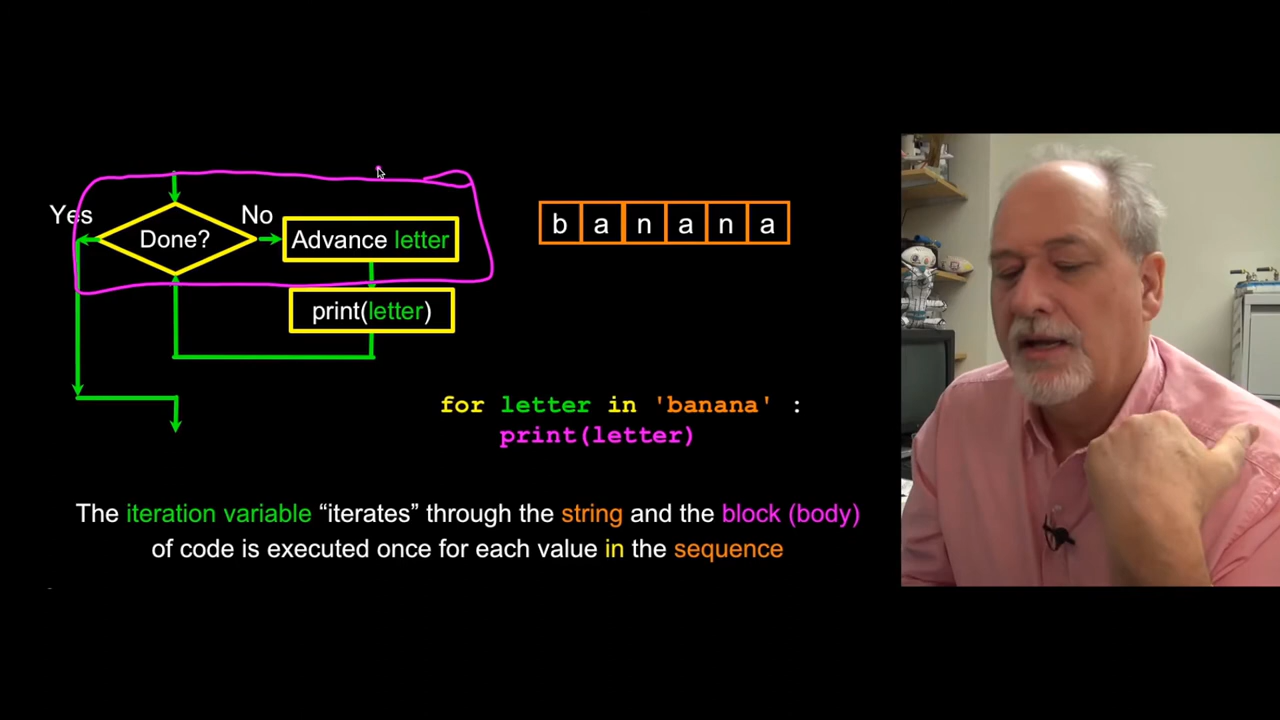 Yes
Done?
No
Advance letter
print(letter)
b a n a n a
for letter in 'banana' :
print(letter)
The iteration variable “iterates” through the string and the block (body)
of code is executed once for each value in the sequence